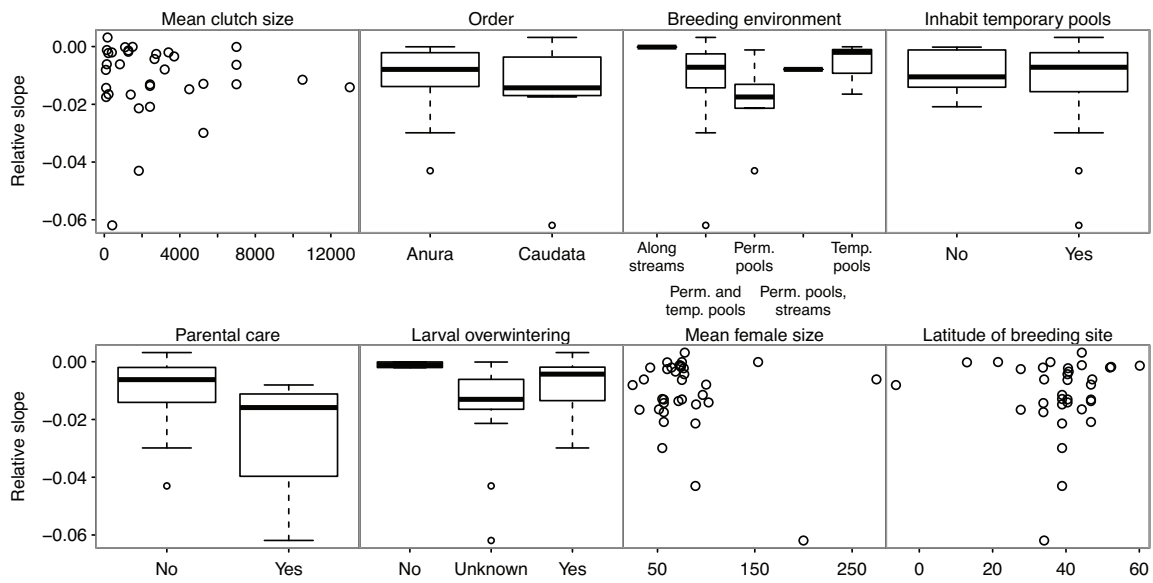 Mean clutch size Order Breeding environment Inhabit temporary pools
Relative slope
0.00
−0.02
−0.04
−0.06
0 4000 8000 12000
Anura Caudata
Along streams
Perm. and temp. pools
Perm. pools
Perm. pools, streams
Temp. pools
No Yes
Parental care Larval overwintering Mean female size Latitude of breeding site
Relative slope
0.00
−0.02
−0.04
−0.06
No Yes
No Unknown Yes
50 150 250
0 20 40 60